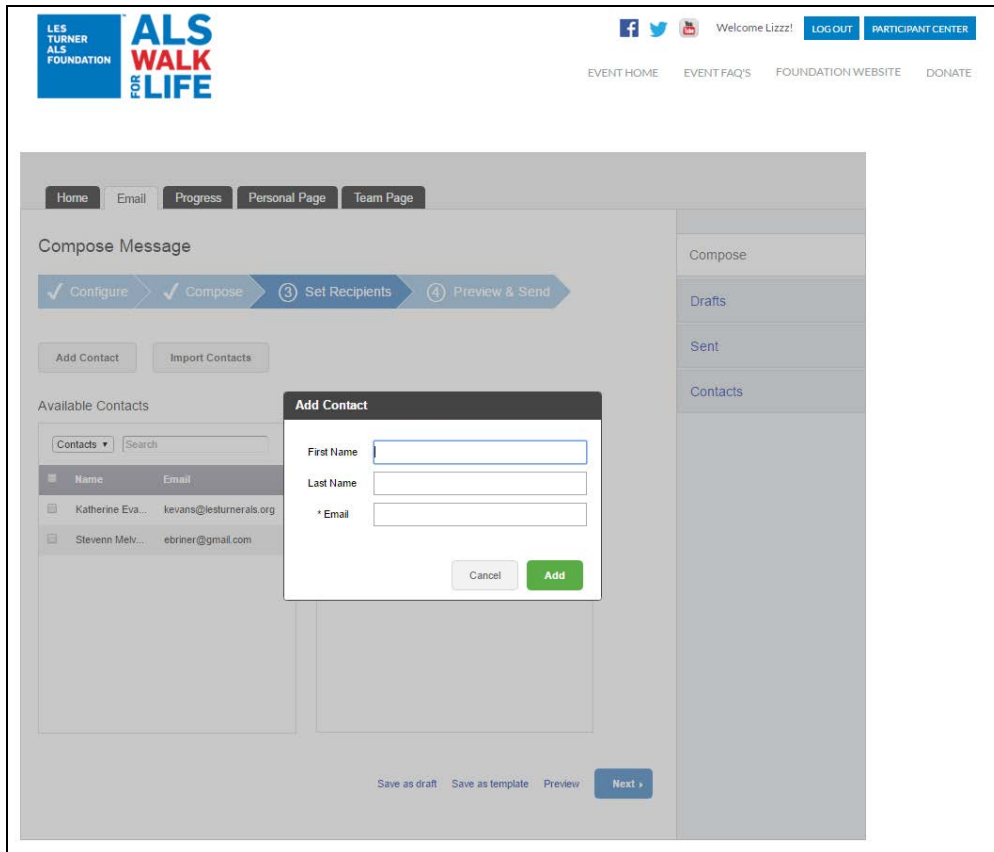 LES
TURNER
ALS
FOUNDATION
ALS
WALK
FOR LIFE
Welcome Lizzz!
LOG OUT
PARTICIPANT CENTER
EVENT HOME
EVENT FAQ'S
FOUNDATION WEBSITE
DONATE
Home
Email
Progress
Personal Page
Team Page
Compose Message
Configure
Compose
3 Set Recipients
4 Preview & Send
Compose
Drafts
Sent
Contacts
Add Contact
Import Contacts
Available Contacts
Contacts
Search
Name
Email
Katherine Eva...
kevans@lesturnerals.org
Stevenn Melv...
ebriner@gmail.com
Add Contact
First Name
Last Name
* Email
Cancel
Add
Save as draft
Save as template
Preview
Next ›